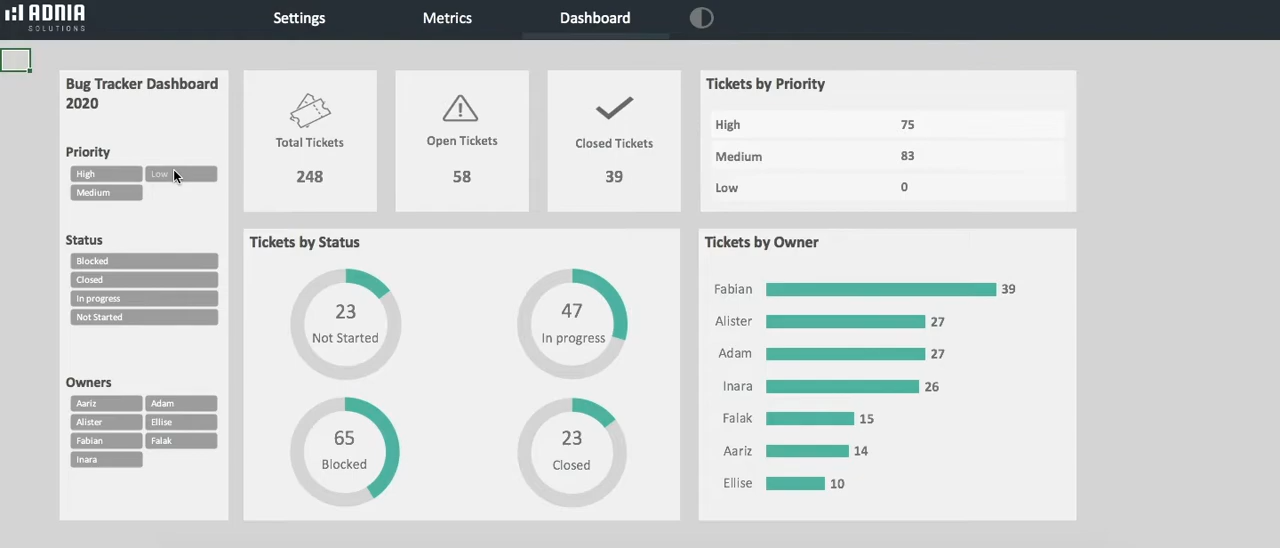 ADNIA
SOLUTIONS
Settings
Metrics
Dashboard
Bug Tracker Dashboard
2020
Priority
High
Low
Medium
Status
Blocked
Closed
In progress
Not Started
Owners
Aariz
Adam
Alister
Ellise
Fabian
Falak
Inara
Total Tickets
248
Open Tickets
58
Closed Tickets
39
Tickets by Priority
High 75
Medium 83
Low 0
Tickets by Status
23
Not Started
47
In progress
65
Blocked
23
Closed
Tickets by Owner
Fabian 39
Alister 27
Adam 27
Inara 26
Falak 15
Aariz 14
Ellise 10